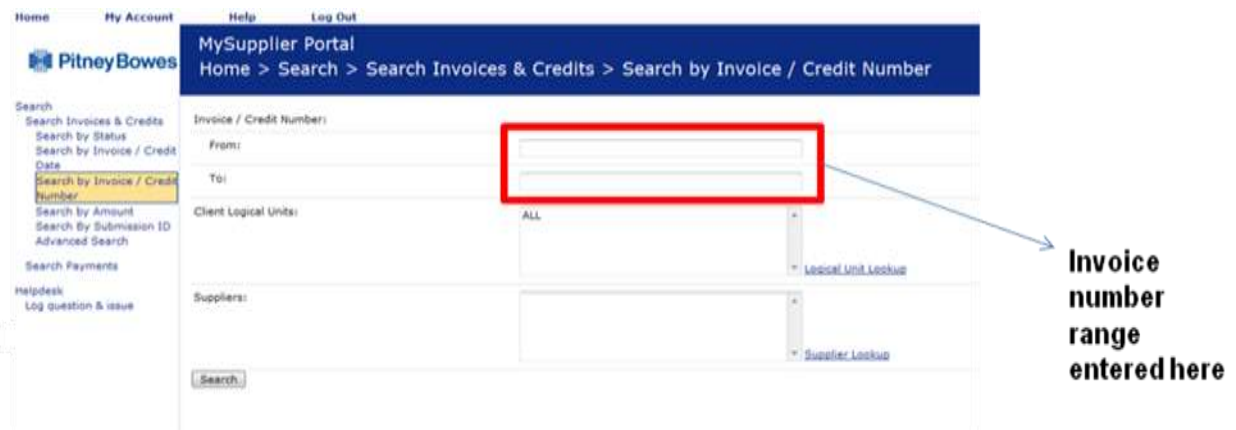 Home My Account Help Log Out
PitneyBowes
MySupplier Portal
Home > Search > Search Invoices & Credits > Search by Invoice / Credit Number
Search
Search Invoices & Credits
Search by Status
Search by Invoice / Credit
Date
Search by Invoice / Credit
Number
Search by Amount
Search By Submission ID
Advanced Search
Search Payments
Helpdesk
Log question & issue
Invoice / Credit Number:
From:
To:
Client Logical Units:
ALL
Logical Unit Lookup
Suppliers:
Supplier Lookup
Search
Invoice
number
range
entered here